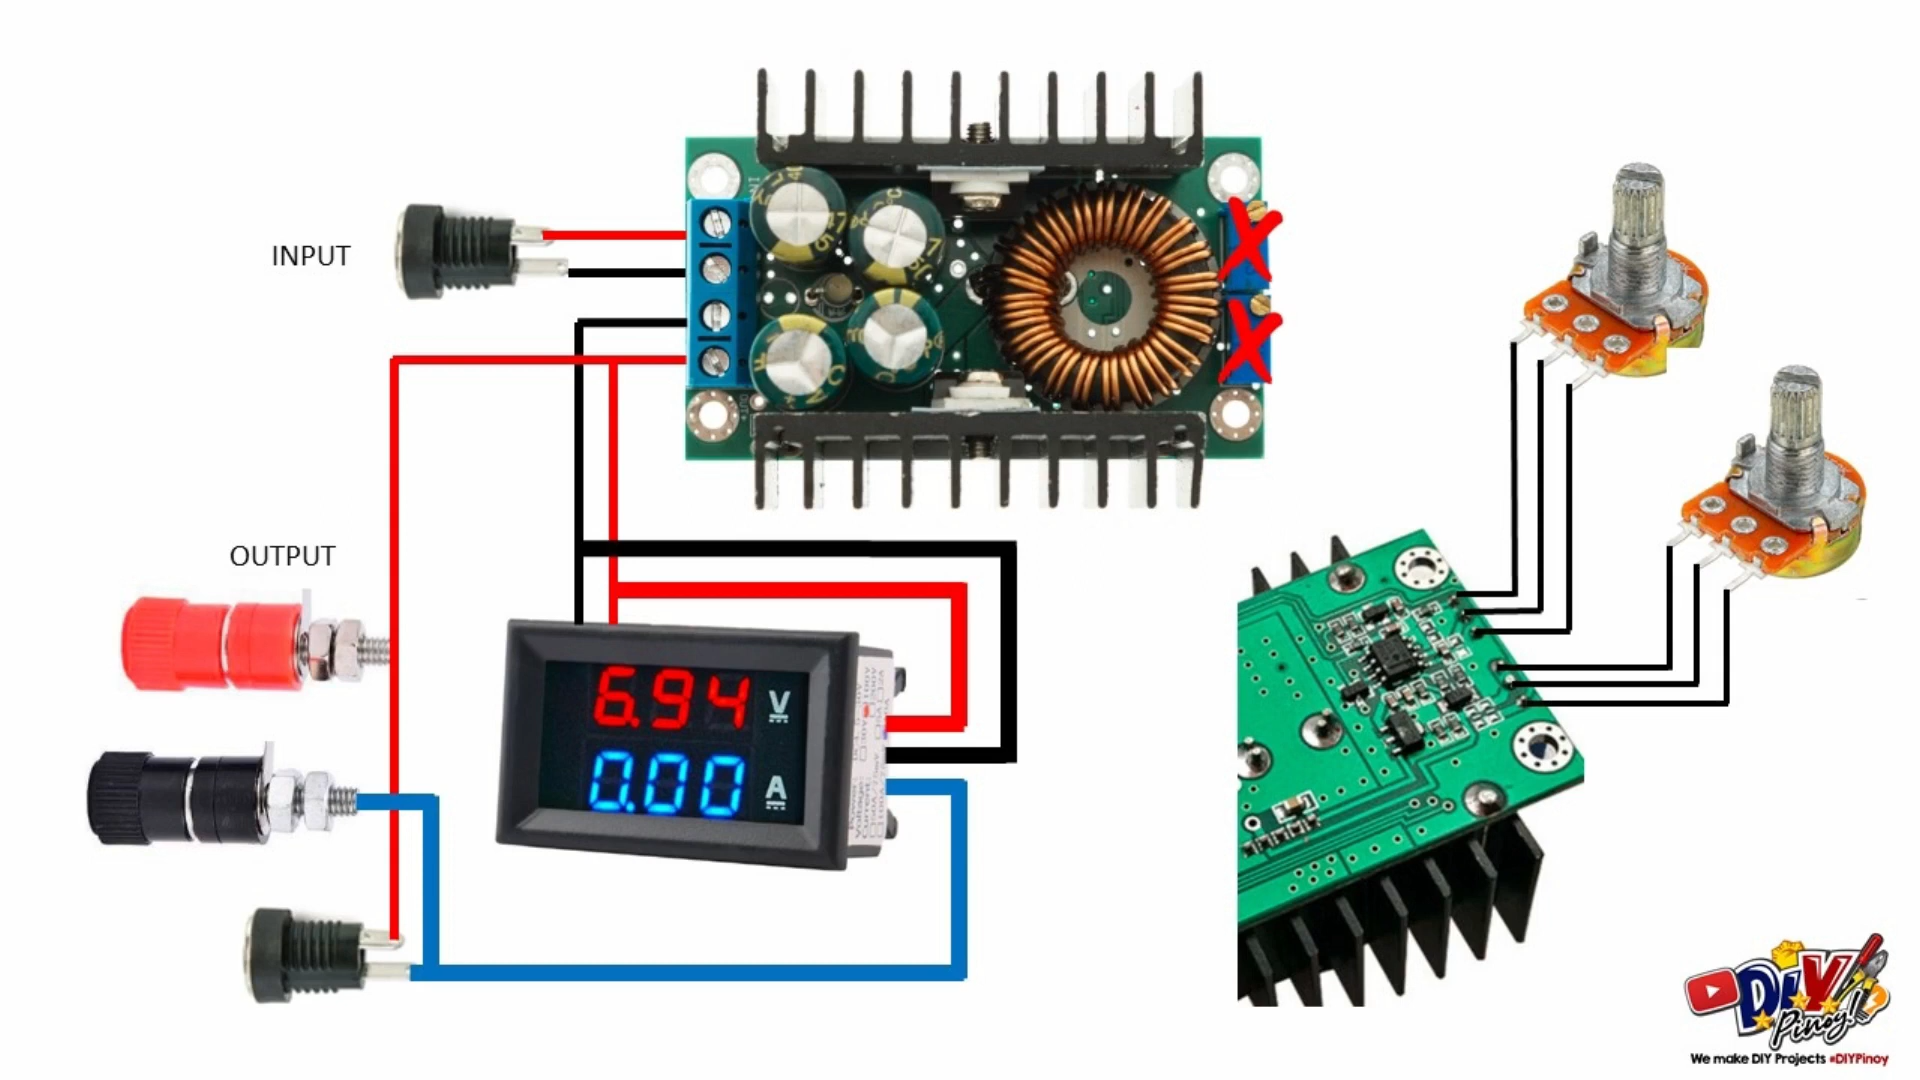 INPUT
OUTPUT
6.94 V
0.00 A
DIY
Pinoy!
We make DIY Projects #DIYPinoy